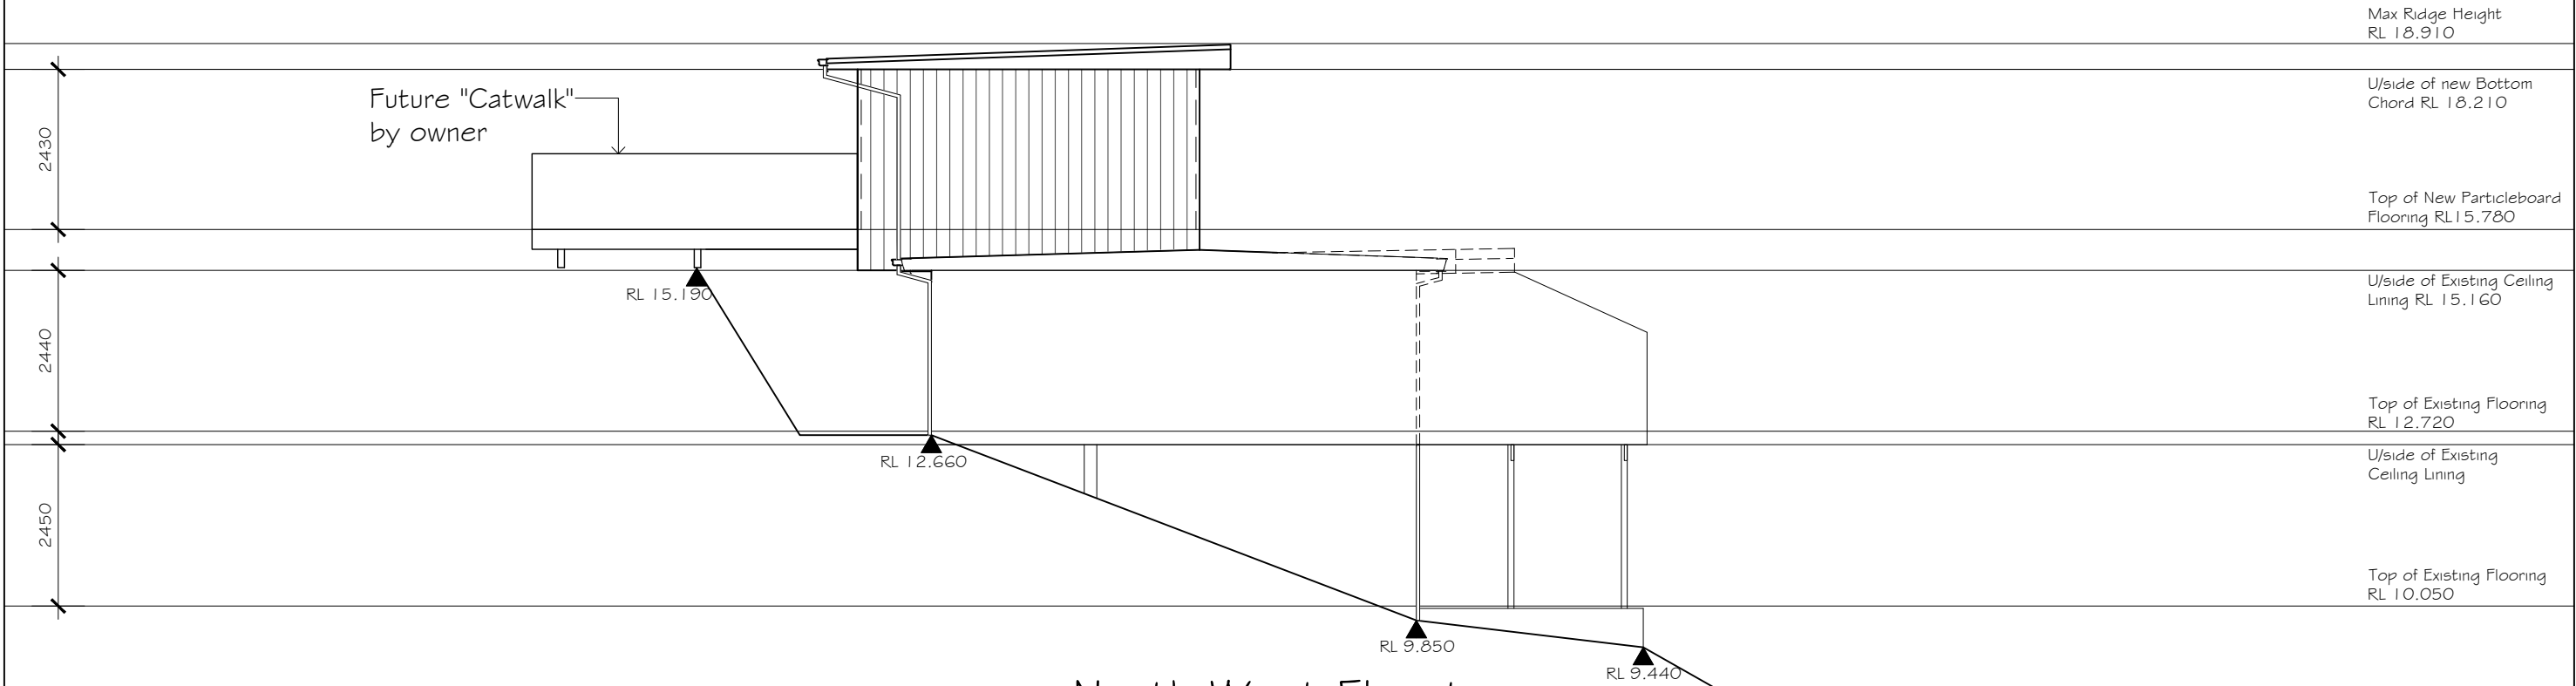 Max Ridge Height
RL 18.910
U/side of new Bottom
Chord RL 18.210
Future "Catwalk"
by owner
2430
Top of New Particleboard
Flooring RL15.780
U/side of Existing Ceiling
Lining RL 15.160
RL 15.190
2440
Top of Existing Flooring
RL 12.720
RL 12.660
U/side of Existing
Ceiling Lining
2450
Top of Existing Flooring
RL 10.050
RL 9.850
RL 9.440